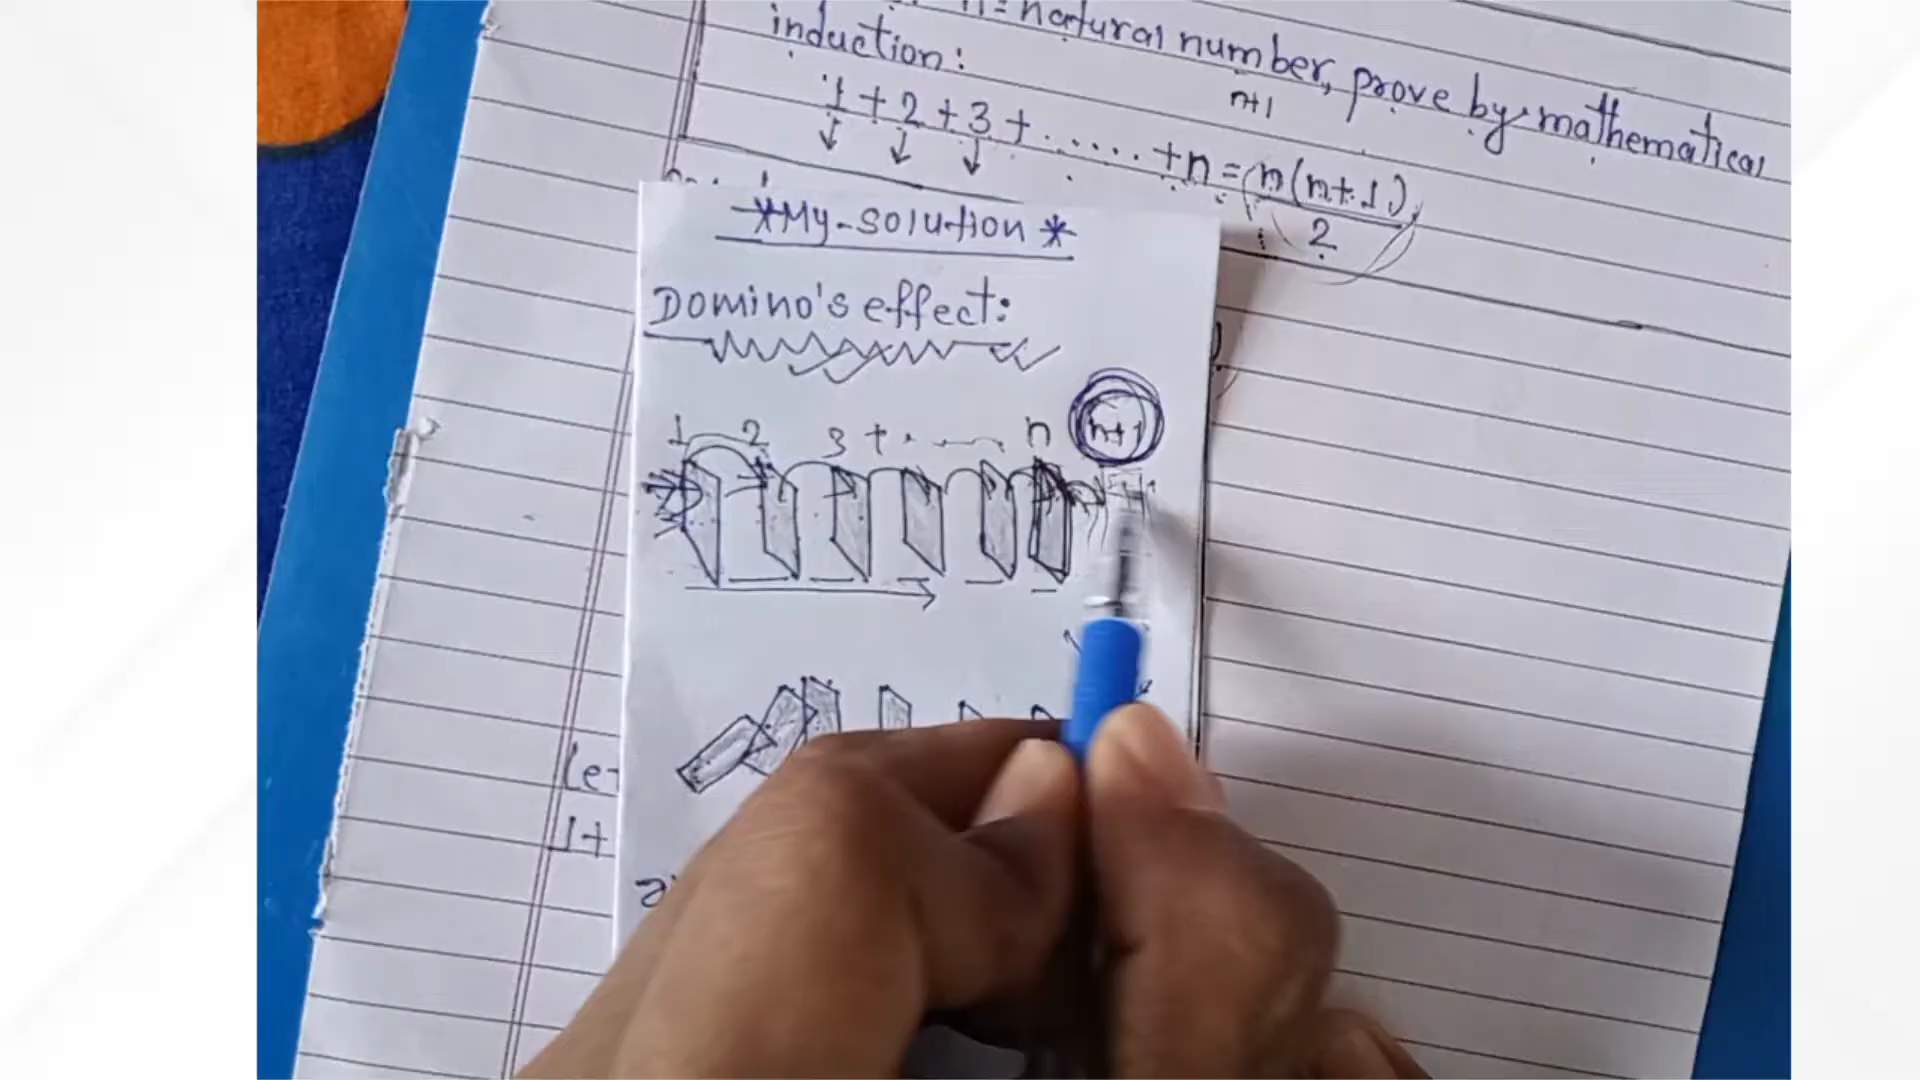 n = natural number, prove by mathematical
induction:
n+1
1 + 2 + 3 + ..... + n = n(n+1)
2
*My solution*
Domino's effect:
1 2 3 + . n n+1
Le
1+